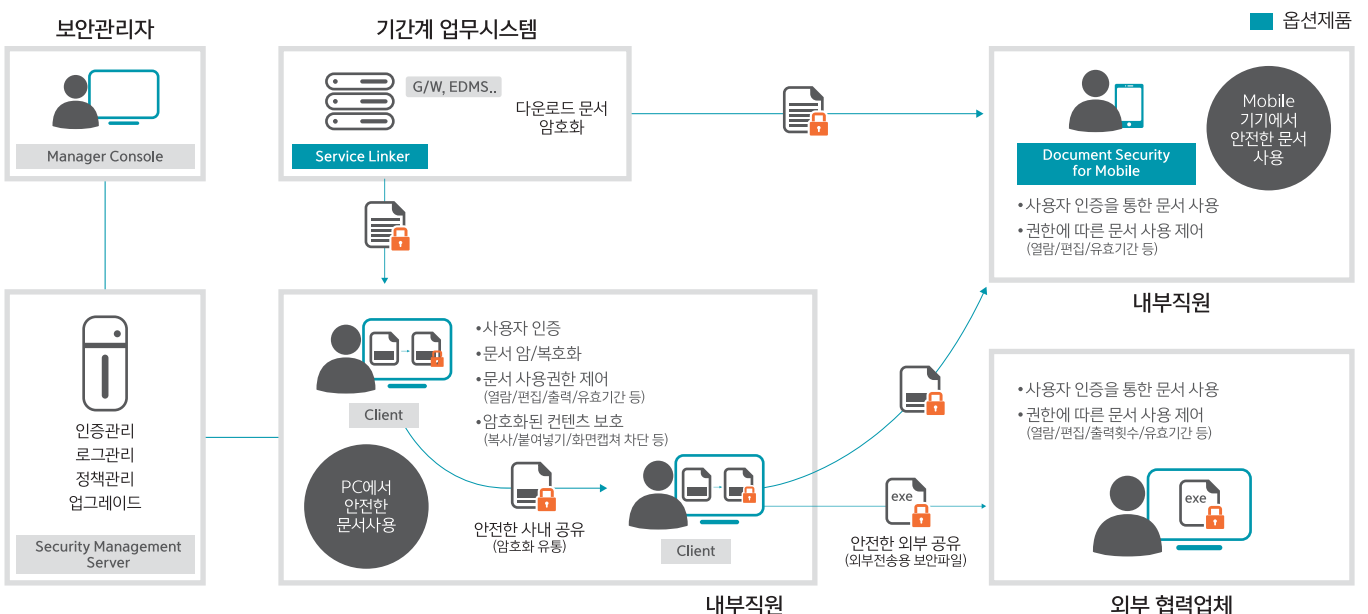 옵션제품
보안관리자
Manager Console
기간계 업무시스템
G/W, EDMS..
다운로드 문서
암호화
Service Linker
Mobile
기기에서
안전한 문서
사용
Document Security
for Mobile
•사용자 인증을 통한 문서 사용
•권한에 따른 문서 사용 제어
(열람/편집/유효기간 등)
내부직원
인증관리
로그관리
정책관리
업그레이드
Security Management
Server
•사용자 인증
•문서 암/복호화
•문서 사용권한 제어
(열람/편집/출력/유효기간 등)
•암호화된 컨텐츠 보호
(복사/붙여넣기/화면캡쳐 차단 등)
Client
PC에서
안전한
문서사용
안전한 사내 공유
(암호화 유통)
Client
내부직원
exe
안전한 외부 공유
(외부전송용 보안파일)
•사용자 인증을 통한 문서 사용
•권한에 따른 문서 사용 제어
(열람/편집/출력횟수/유효기간 등)
exe
외부 협력업체